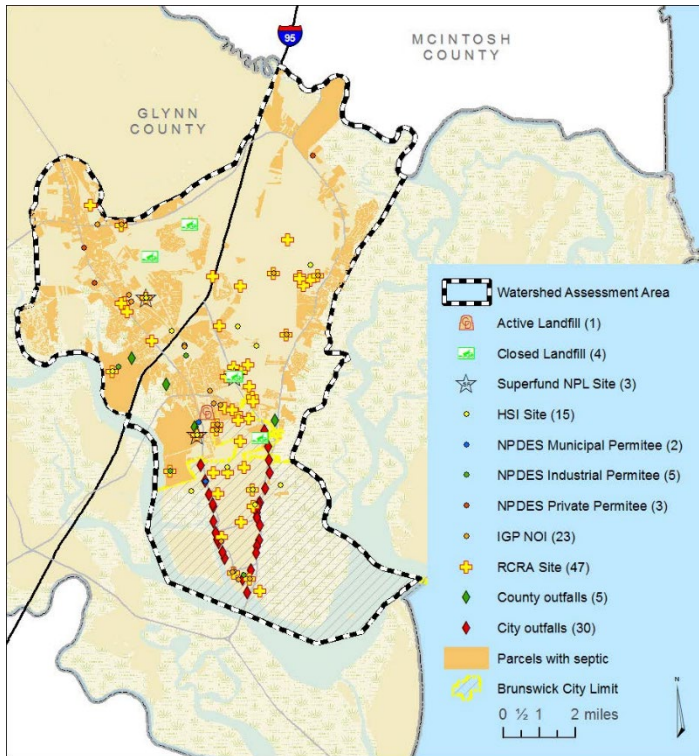 95
MCINTOSH
COUNTY
GLYNN
COUNTY
Watershed Assessment Area
Active Landfill (1)
Closed Landfill (4)
Superfund NPL Site (3)
HSI Site (15)
NPDES Municipal Permitee (2)
NPDES Industrial Permitee (5)
NPDES Private Permitee (3)
IGP NOI (23)
RCRA Site (47)
County outfalls (5)
City outfalls (30)
Parcels with septic
Brunswick City Limit
N
0 ½ 1 2 miles